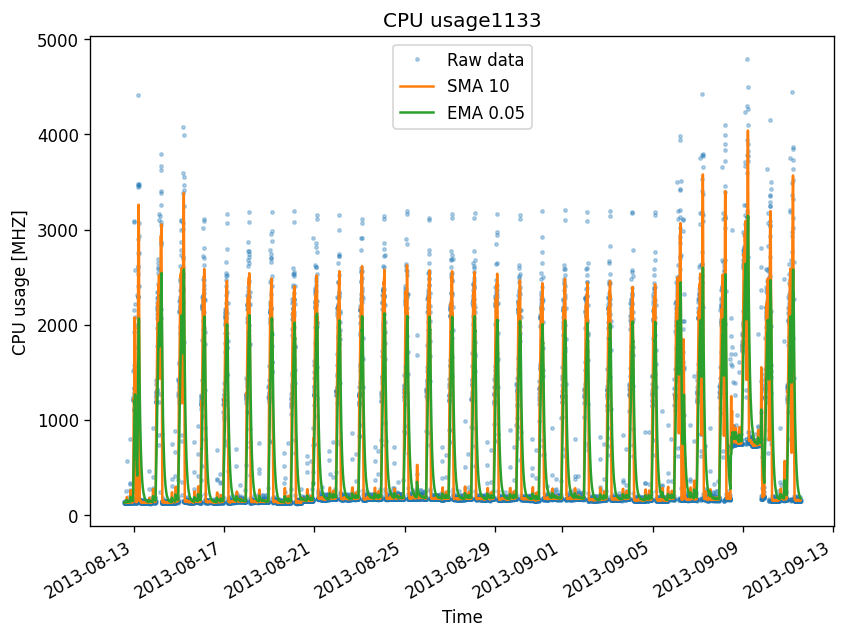 CPU usage1133
Raw data
SMA 10
EMA 0.05
CPU usage [MHZ]
5000
4000
3000
2000
1000
0
2013-08-13
2013-08-17
2013-08-21
2013-08-25
2013-08-29
2013-09-01
2013-09-05
2013-09-09
2013-09-13
Time